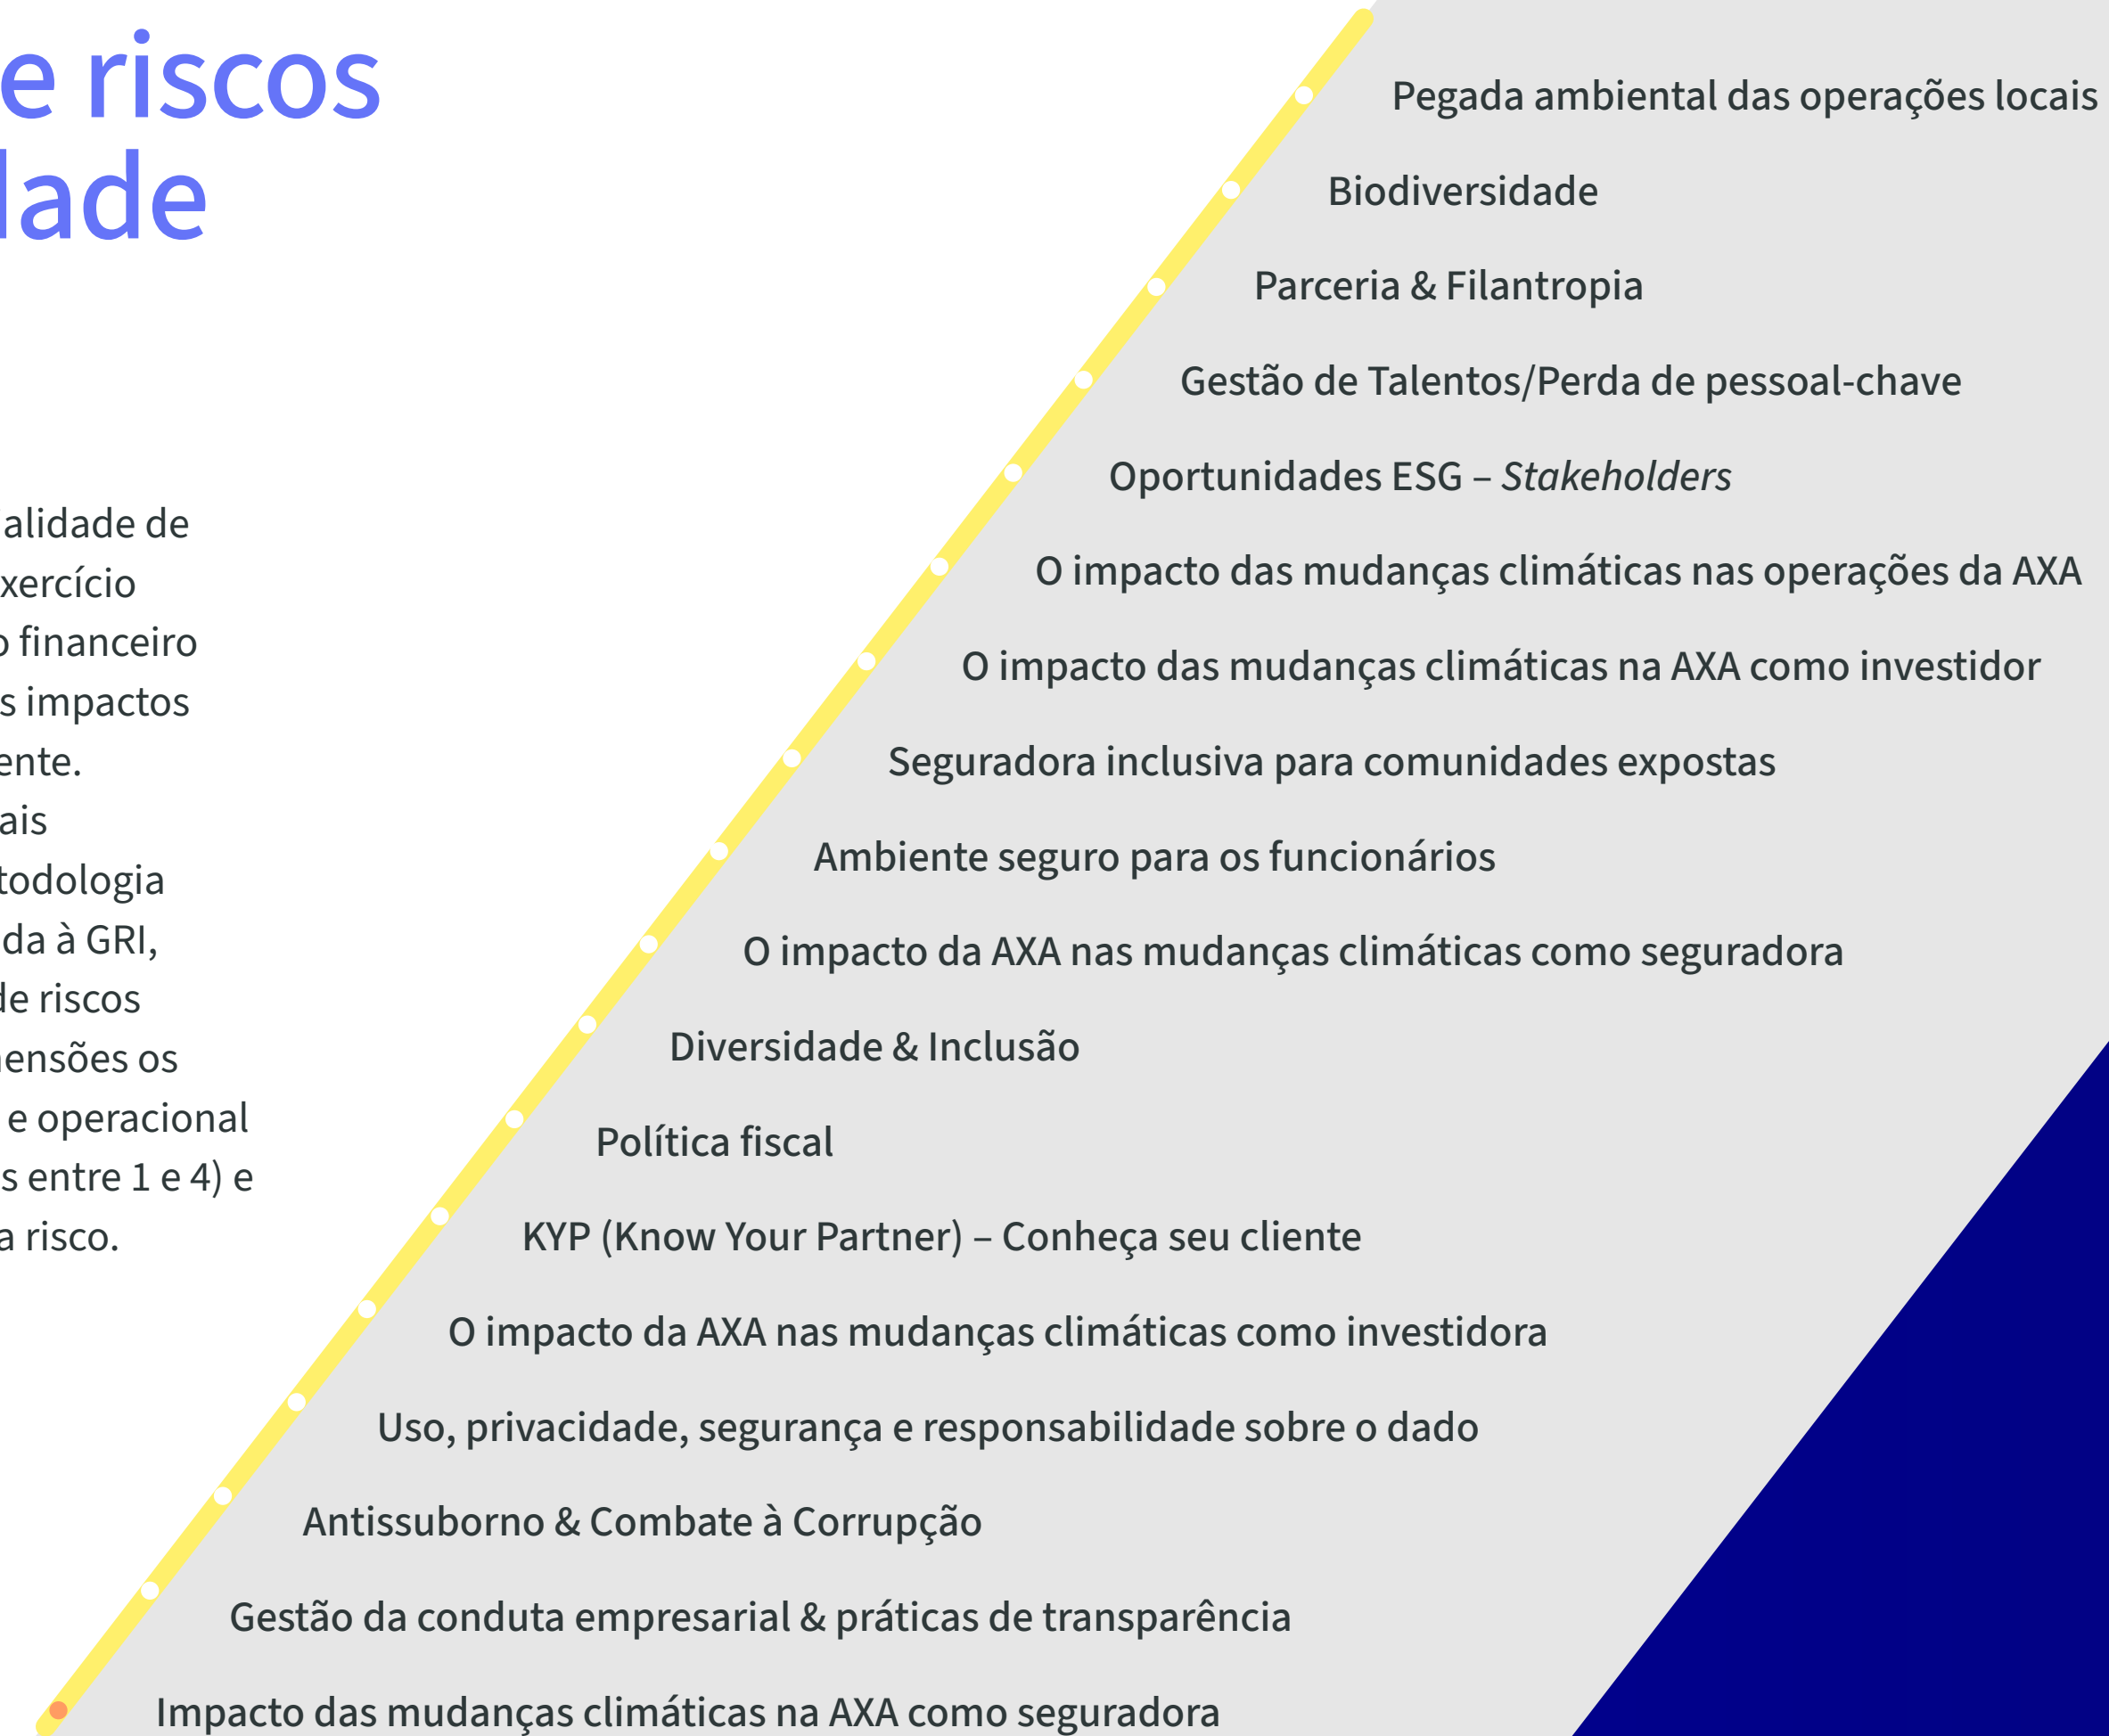 e riscos
dade
alidade de
xercício
o financeiro
s impactos
ente.
ais
todologia
da à GRI,
de riscos
ensões os
e operacional
s entre 1 e 4) e
a risco.
Pegada ambiental das operações locais
Biodiversidade
Parceria & Filantropia
Gestão de Talentos/Perda de pessoal-chave
Oportunidades ESG – Stakeholders
O impacto das mudanças climáticas nas operações da AXA
O impacto das mudanças climáticas na AXA como investidor
Seguradora inclusiva para comunidades expostas
Ambiente seguro para os funcionários
O impacto da AXA nas mudanças climáticas como seguradora
Diversidade & Inclusão
Política fiscal
KYP (Know Your Partner) – Conheça seu cliente
O impacto da AXA nas mudanças climáticas como investidora
Uso, privacidade, segurança e responsabilidade sobre o dado
Antissuborno & Combate à Corrupção
Gestão da conduta empresarial & práticas de transparência
Impacto das mudanças climáticas na AXA como seguradora